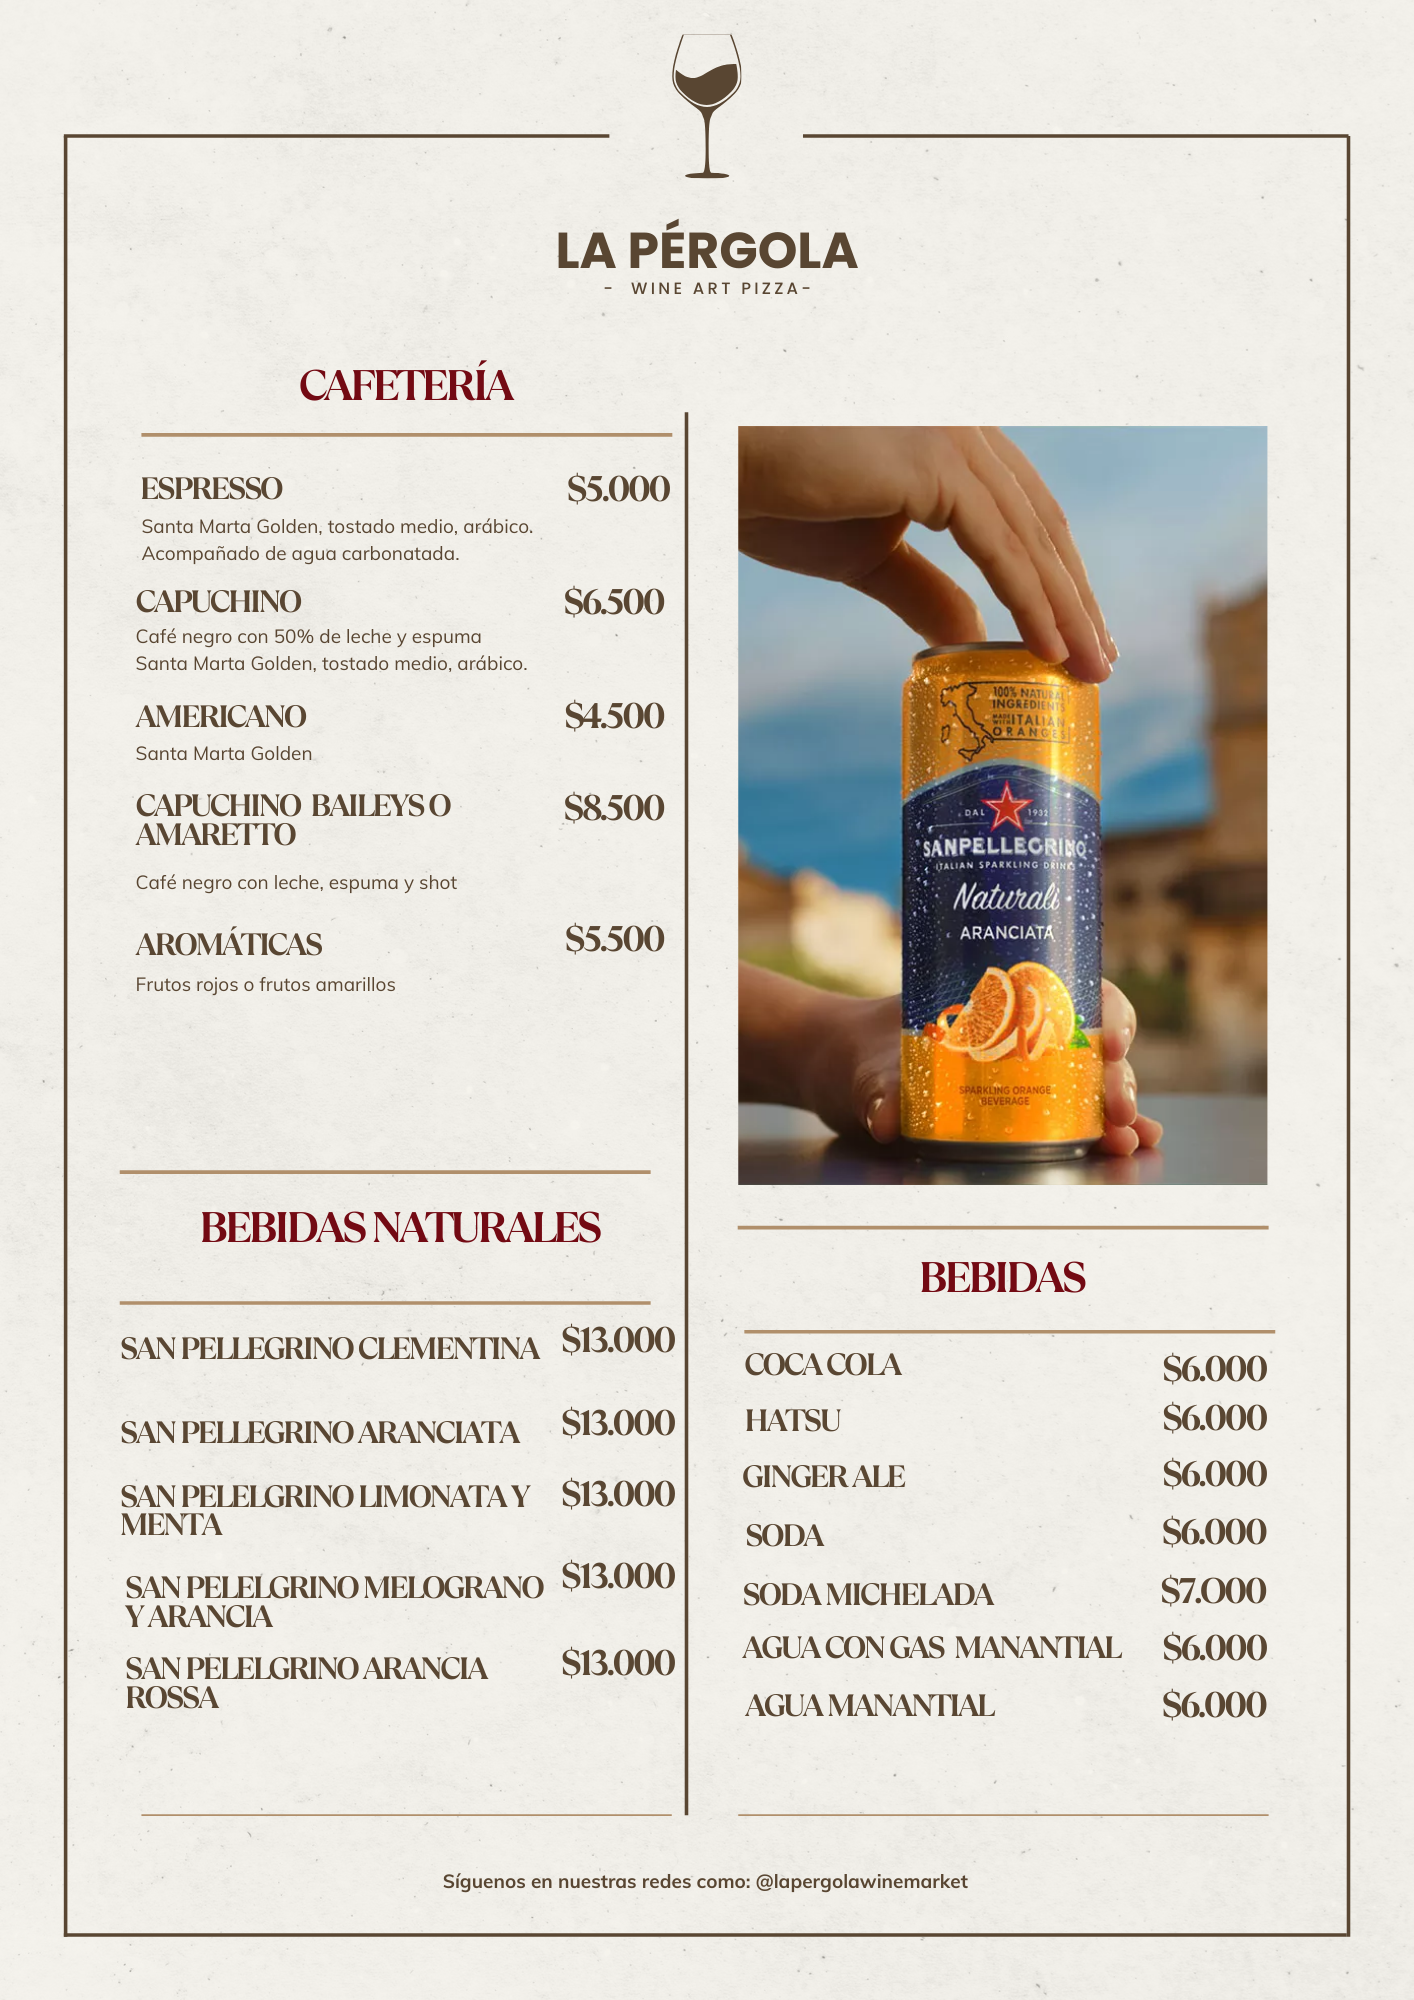 LA PÉRGOLA
- WINE ART PIZZA-
CAFETERÍA
ESPRESSO $5.000
Santa Marta Golden, tostado medio, arábico.
Acompañado de agua carbonatada.
CAPUCHINO $6.500
Café negro con 50% de leche y espuma
Santa Marta Golden, tostado medio, arábico.
AMERICANO $4.500
Santa Marta Golden
CAPUCHINO BAILEYS O $8.500
AMARETTO
Café negro con leche, espuma y shot
AROMÁTICAS $5.500
Frutos rojos o frutos amarillos
BEBIDAS NATURALES
SAN PELLEGRINO CLEMENTINA $13.000
SAN PELLEGRINO ARANCIATA $13.000
SAN PELELGRINO LIMONATA Y $13.000
MENTA
SAN PELELGRINO MELOGRANO $13.000
Y ARANCIA
SAN PELELGRINO ARANCIA $13.000
ROSSA
100% NATURAL
INGREDIENTS
MADE WITH ITALIAN
ORANGES
DAL 1932
SANPELLEGRINO
ITALIAN SPARKLING DRINK
Naturali
ARANCIATA
SPARKLING ORANGE
BEVERAGE
BEBIDAS
COCA COLA $6.000
HATSU $6.000
GINGER ALE $6.000
SODA $6.000
SODA MICHELADA $7.000
AGUA CON GAS MANANTIAL $6.000
AGUA MANANTIAL $6.000
Síguenos en nuestras redes como: @lapergolawinemarket